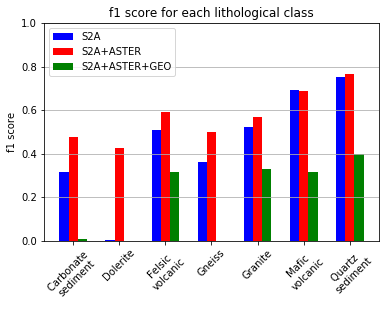 f1 score for each lithological class
S2A
S2A+ASTER
S2A+ASTER+GEO
f1 score
1.0
0.8
0.6
0.4
0.2
0.0
Carbonate
sediment
Dolerite
Felsic
volcanic
Gneiss
Granite
Mafic
volcanic
Quartz
sediment